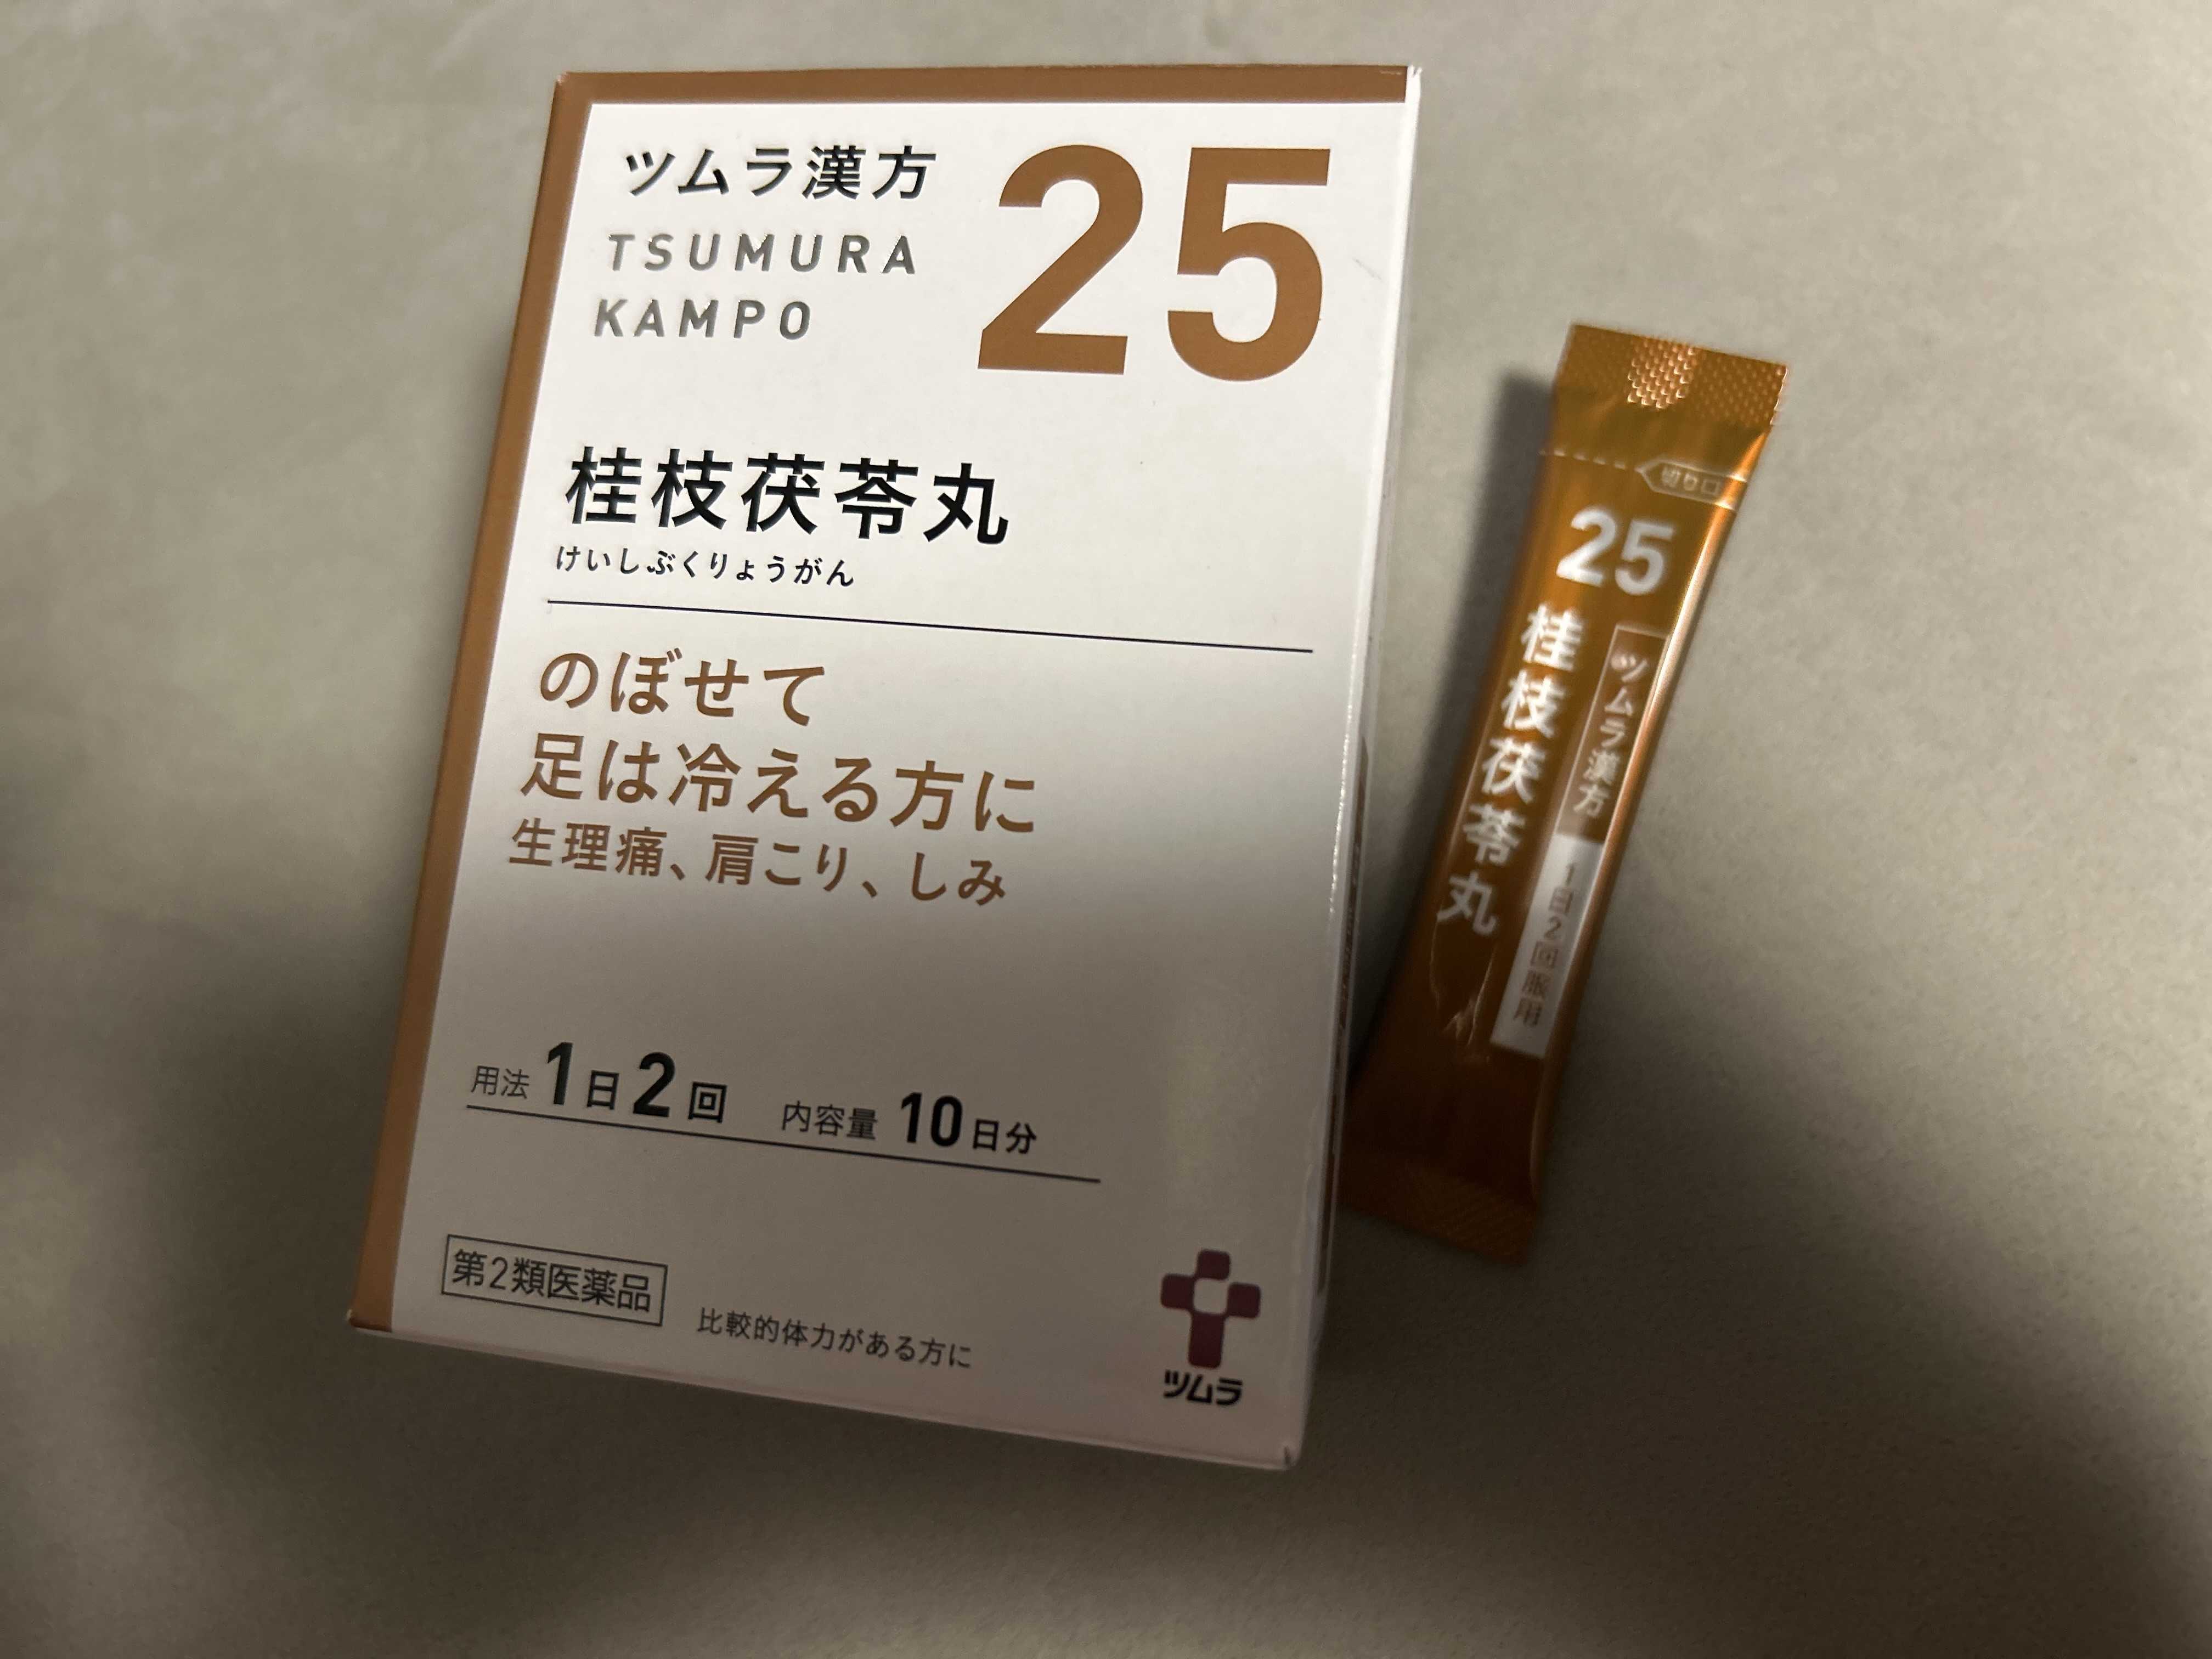 ツムラ漢方
TSUMURA
KAMPO
25
桂枝茯苓丸
けいしぶくりょうがん
のぼせて
足は冷える方に
生理痛、肩こり、しみ
用法 1日2回 内容量 10日分
第2類医薬品
比較的体力がある方に
ツムラ
切り口
25
ツムラ漢方
1日2回服用
桂枝茯苓丸